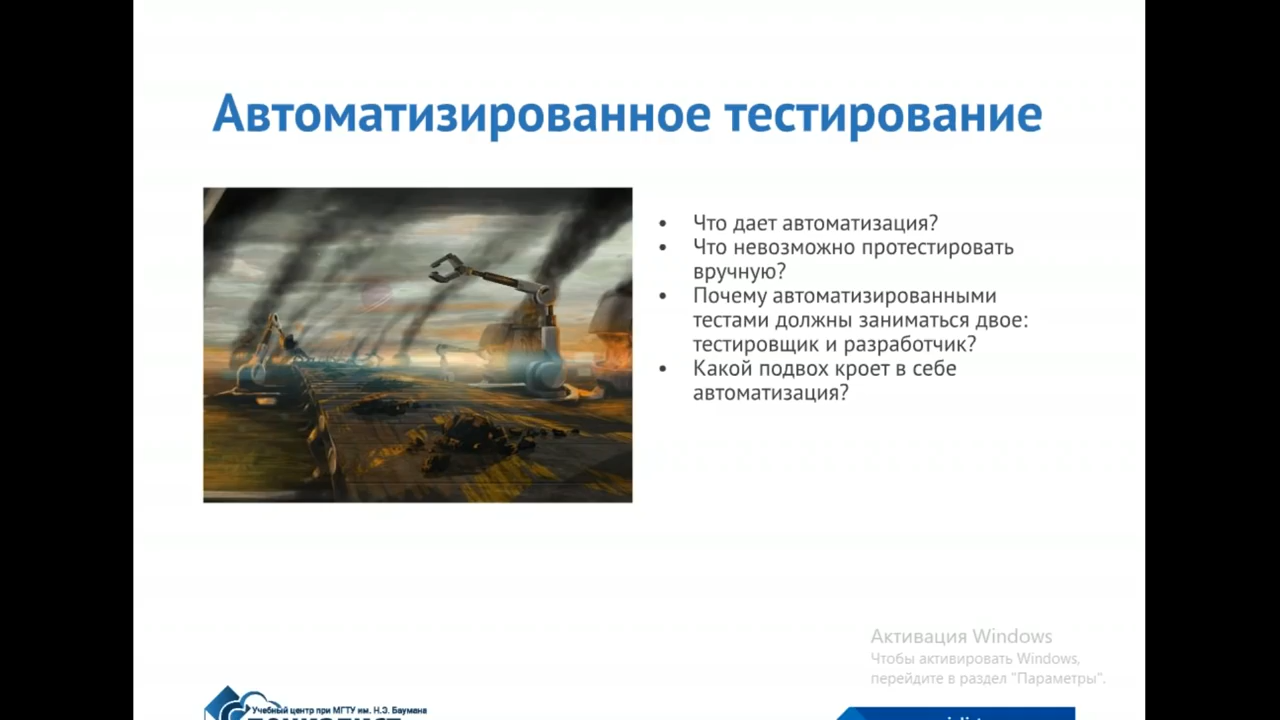 Автоматизированное тестирование
• Что дает автоматизация?
• Что невозможно протестировать
вручную?
• Почему автоматизированными
тестами должны заниматься двое:
тестировщик и разработчик?
• Какой подвох кроет в себе
автоматизация?
Активация Windows
Чтобы активировать Windows,
перейдите в раздел "Параметры".
Учебный центр при МГТУ им. Н.Э. Баумана